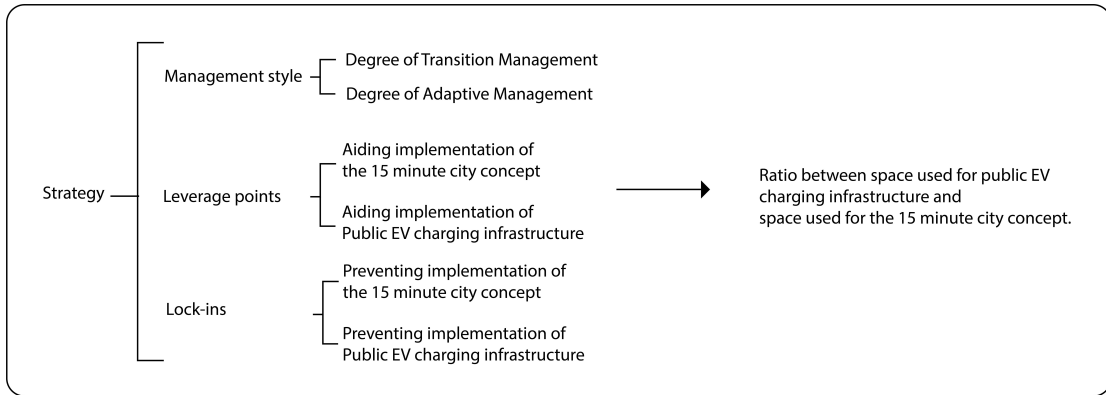 Strategy
Management style
Degree of Transition Management
Degree of Adaptive Management
Leverage points
Aiding implementation of
the 15 minute city concept
Aiding implementation of
Public EV charging infrastructure
Lock-ins
Preventing implementation of
the 15 minute city concept
Preventing implementation of
Public EV charging infrastructure
Ratio between space used for public EV
charging infrastructure and
space used for the 15 minute city concept.